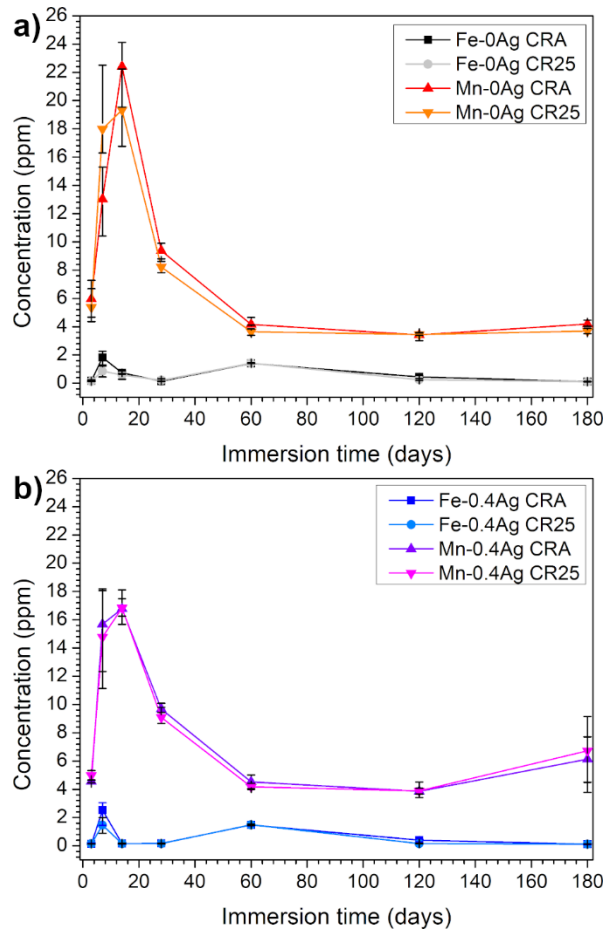 a)
26
24
22
20
18
16
14
12
10
8
6
4
2
0
Concentration (ppm)
Fe-0Ag CRA
Fe-0Ag CR25
Mn-0Ag CRA
Mn-0Ag CR25
0 20 40 60 80 100 120 140 160 180
Immersion time (days)
b)
26
24
22
20
18
16
14
12
10
8
6
4
2
0
Concentration (ppm)
Fe-0.4Ag CRA
Fe-0.4Ag CR25
Mn-0.4Ag CRA
Mn-0.4Ag CR25
0 20 40 60 80 100 120 140 160 180
Immersion time (days)